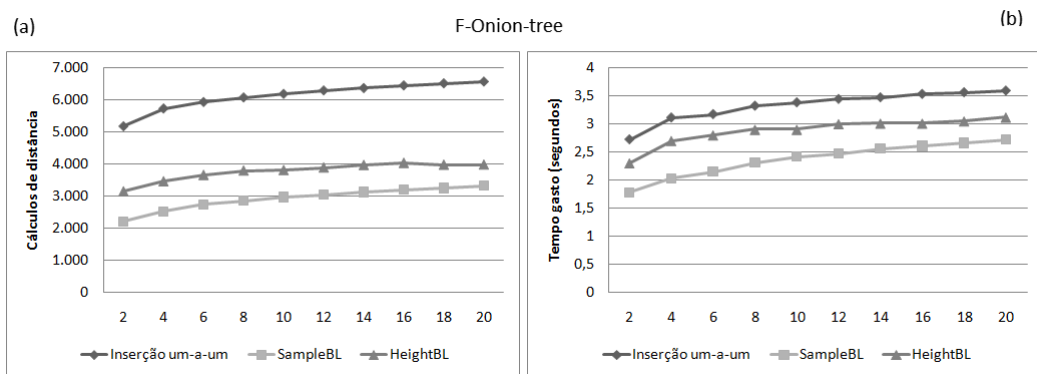 (a)
F-Onion-tree
(b)
Cálculos de distância
7.000
6.000
5.000
4.000
3.000
2.000
1.000
0
2 4 6 8 10 12 14 16 18 20
Inserção um-a-um SampleBL HeightBL
Tempo gasto (segundos)
4
3,5
3
2,5
2
1,5
1
0,5
0
2 4 6 8 10 12 14 16 18 20
Inserção um-a-um SampleBL HeightBL